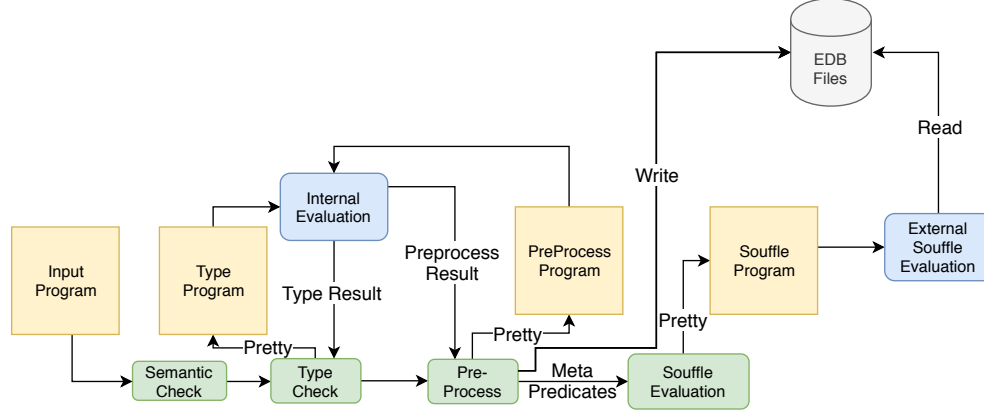 EDB
Files
Read
Write
Internal
Evaluation
Preprocess
Result
Type Result
Input
Program
Type
Program
PreProcess
Program
Souffle
Program
External
Souffle
Evaluation
Pretty
Pretty
Pretty
Semantic
Check
Type
Check
Pre-
Process
Meta
Predicates
Souffle
Evaluation